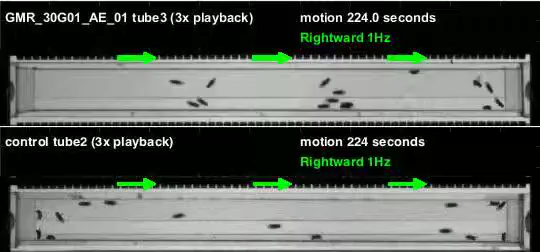 GMR_30G01_AE_01 tube3 (3x playback) motion 224.0 seconds
Rightward 1Hz
control tube2 (3x playback) motion 224 seconds
Rightward 1Hz